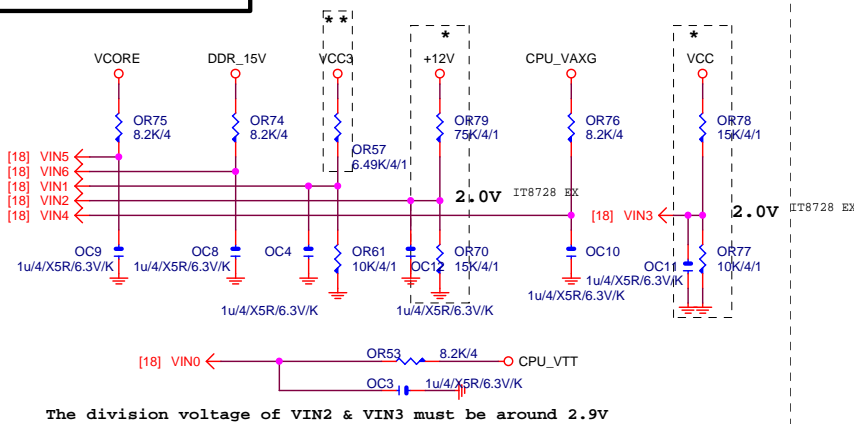 **
*
*
VCORE
DDR_15V
VCC3
+12V
CPU_VAXG
VCC
OR75
8.2K/4
OR74
8.2K/4
OR57
6.49K/4/1
OR79
75K/4/1
OR76
8.2K/4
OR78
15K/4/1
[18] VIN5
[18] VIN6
[18] VIN1
[18] VIN2
[18] VIN4
2.0V
IT8728 EX
[18] VIN3
2.0V
IT8728 EX
OC9
1u/4/X5R/6.3V/K
OC8
1u/4/X5R/6.3V/K
OC4
1u/4/X5R/6.3V/K
OR61
10K/4/1
OC12
1u/4/X5R/6.3V/K
OR70
15K/4/1
OC10
1u/4/X5R/6.3V/K
OC11
1u/4/X5R/6.3V/K
OR77
10K/4/1
[18] VIN0
OR53
8.2K/4
CPU_VTT
OC3
1u/4/X5R/6.3V/K
The division voltage of VIN2 & VIN3 must be around 2.9V